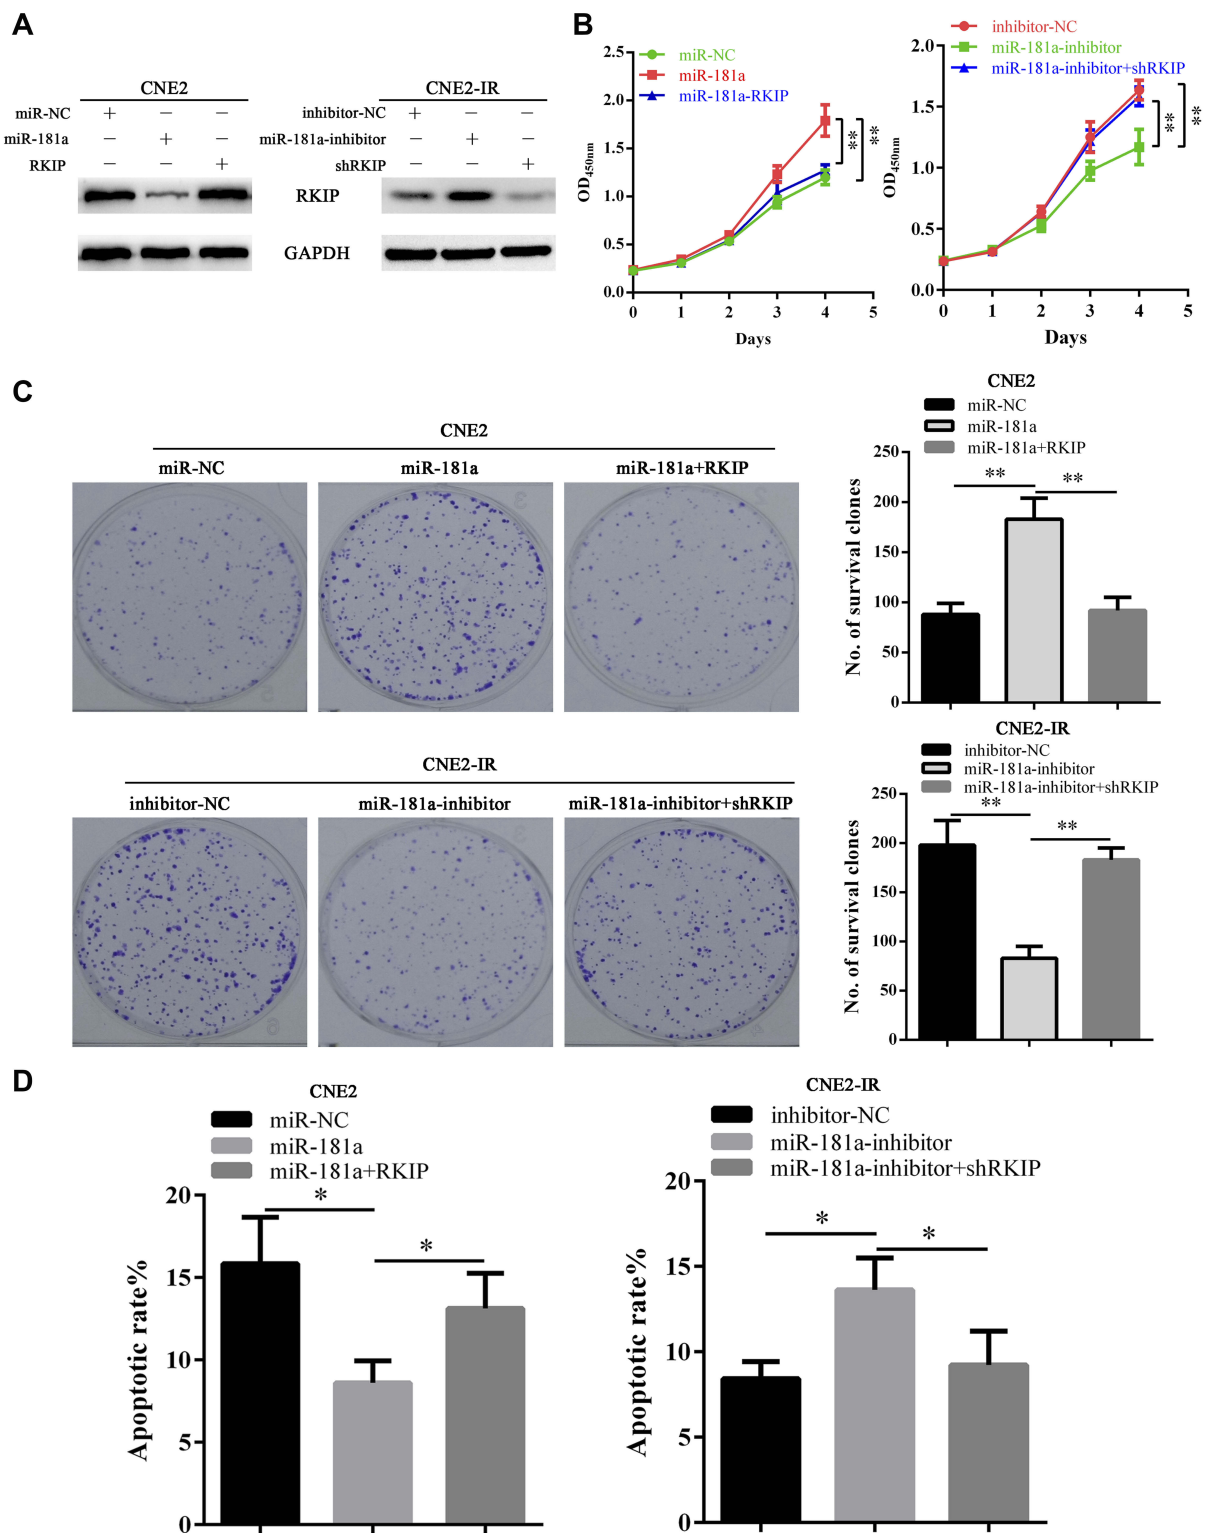 A
CNE2
CNE2-IR
miR-NC + − −
inhibitor-NC + − −
miR-181a − + −
miR-181a-inhibitor − + −
RKIP − − +
shRKIP − − +
RKIP
GAPDH
B
miR-NC
miR-181a
miR-181a-RKIP
OD450nm
2.5
2.0
1.5
1.0
0.5
0.0
0 1 2 3 4 5
Days
**
**
inhibitor-NC
miR-181a-inhibitor
miR-181a-inhibitor+shRKIP
OD450nm
2.0
1.5
1.0
0.5
0.0
0 1 2 3 4 5
Days
**
**
C
CNE2
miR-NC miR-181a miR-181a+RKIP
CNE2
miR-NC
miR-181a
miR-181a+RKIP
No. of survival clones
250
200
150
100
50
0
** **
CNE2-IR
inhibitor-NC miR-181a-inhibitor miR-181a-inhibitor+shRKIP
CNE2-IR
inhibitor-NC
miR-181a-inhibitor
miR-181a-inhibitor+shRKIP
No. of survival clones
250
200
150
100
50
0
**
**
D
CNE2
miR-NC
miR-181a
miR-181a+RKIP
Apoptotic rate%
20
15
10
5
0
*
*
CNE2-IR
inhibitor-NC
miR-181a-inhibitor
miR-181a-inhibitor+shRKIP
Apoptotic rate%
20
15
10
5
0
*
*